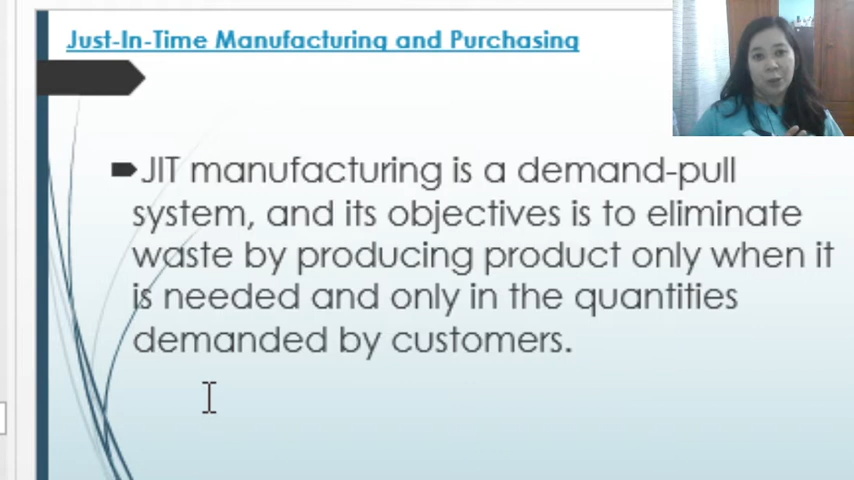 Just-In-Time Manufacturing and Purchasing
JIT manufacturing is a demand-pull
system, and its objectives is to eliminate
waste by producing product only when it
is needed and only in the quantities
demanded by customers.